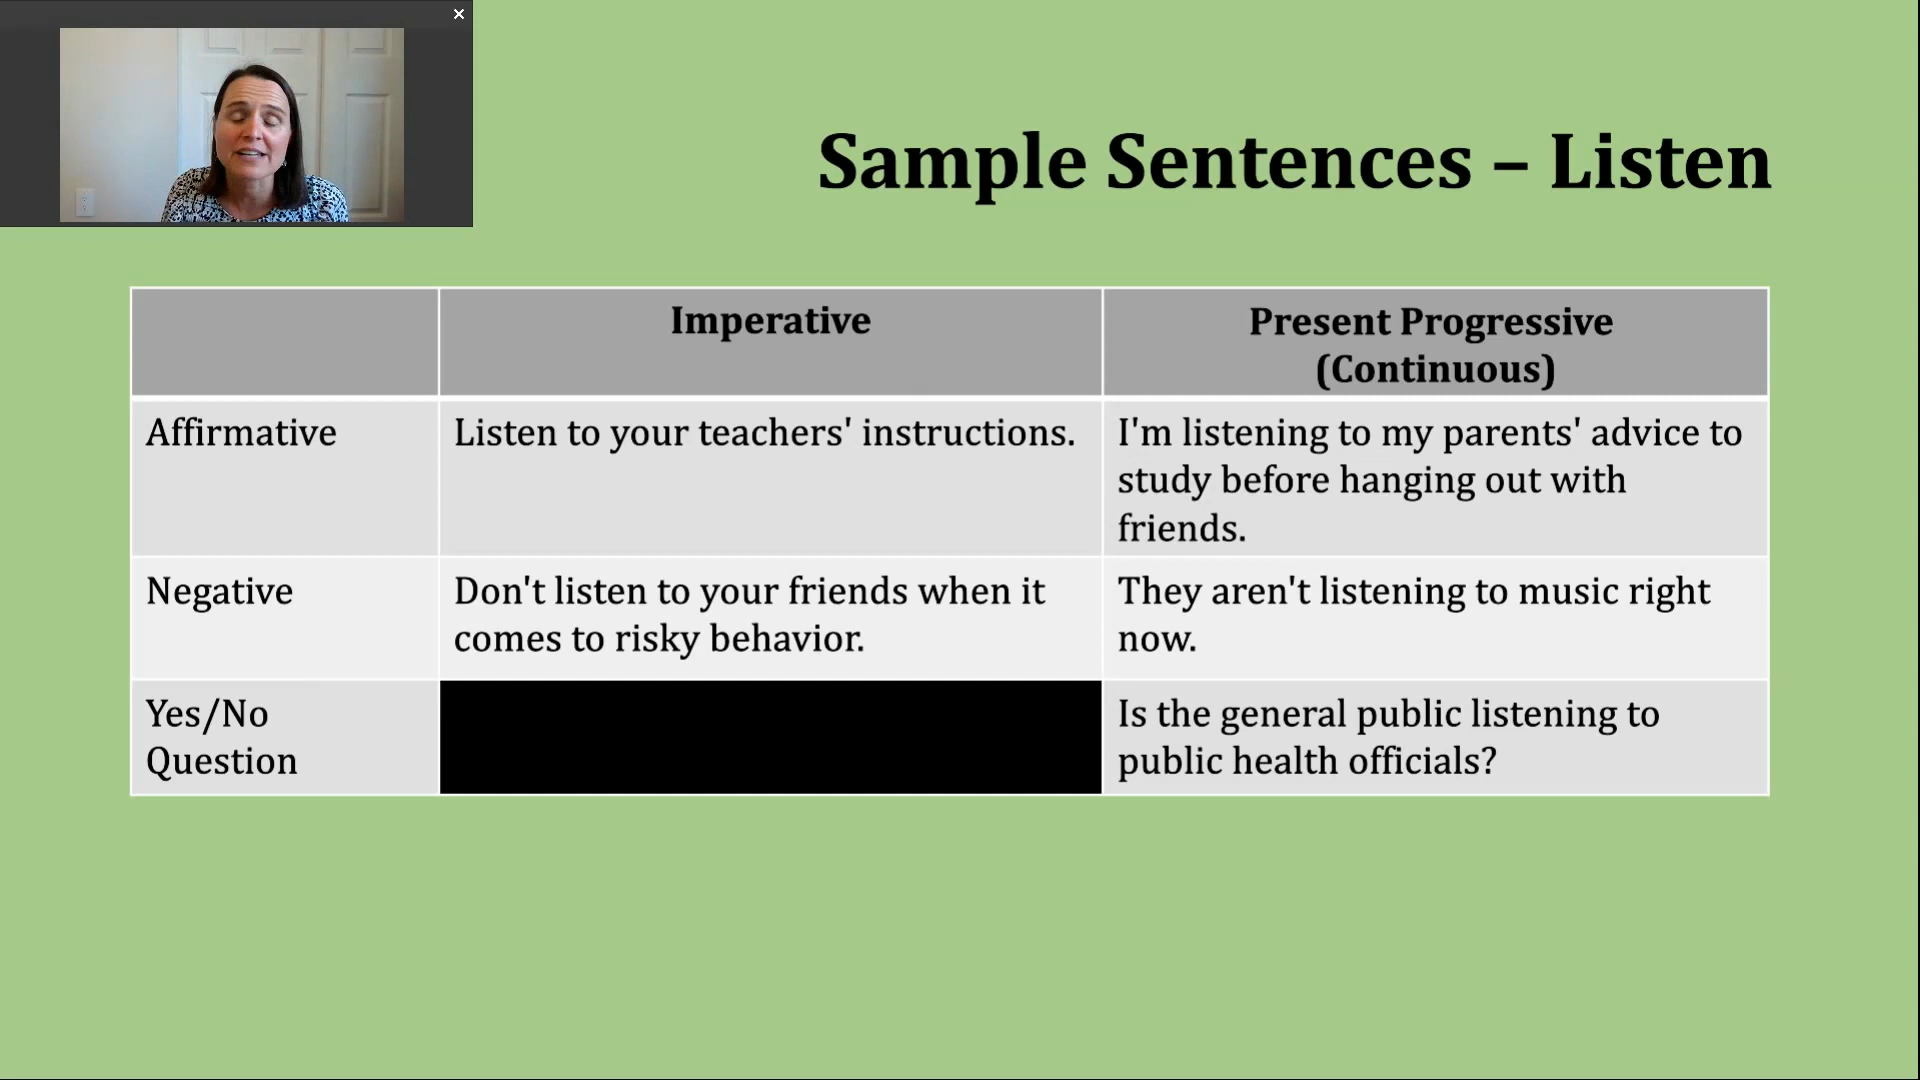 Sample Sentences – Listen
Imperative
Present Progressive
(Continuous)
Affirmative
Listen to your teachers' instructions.
I'm listening to my parents' advice to
study before hanging out with
friends.
Negative
Don't listen to your friends when it
comes to risky behavior.
They aren't listening to music right
now.
Yes/No
Question
Is the general public listening to
public health officials?